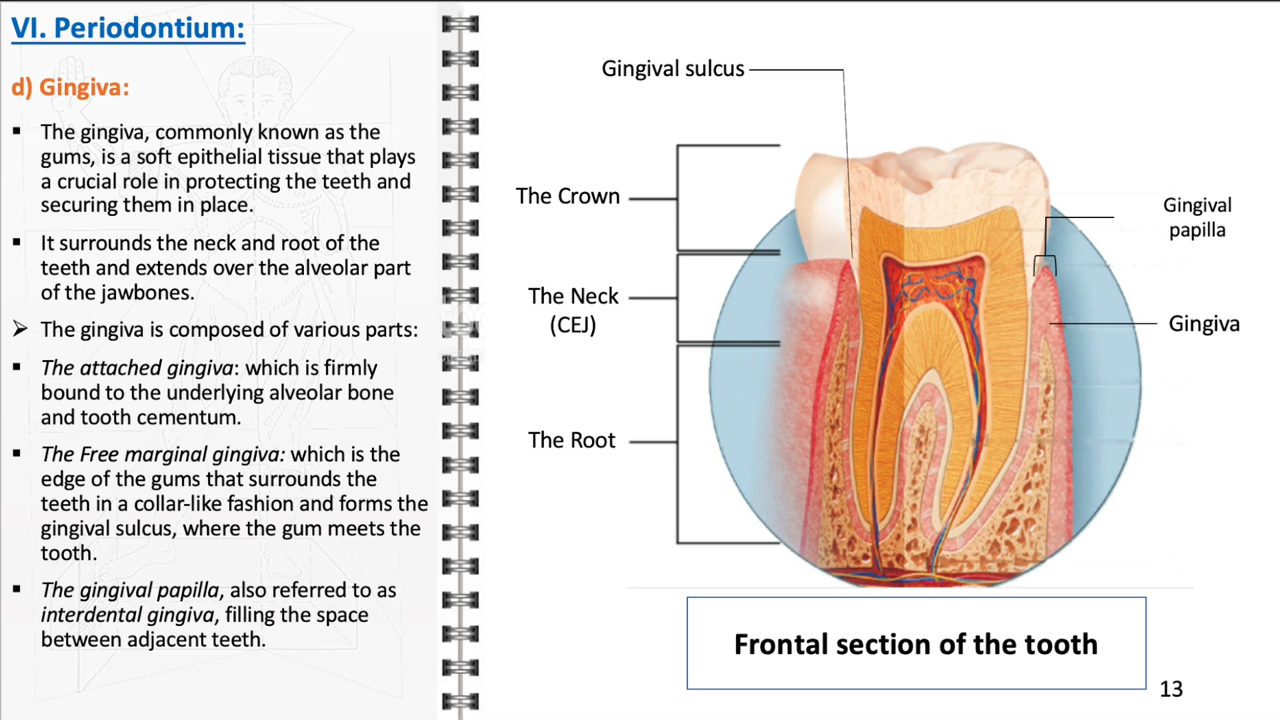 VI. Periodontium:
d) Gingiva:
▪ The gingiva, commonly known as the
gums, is a soft epithelial tissue that plays
a crucial role in protecting the teeth and
securing them in place.
▪ It surrounds the neck and root of the
teeth and extends over the alveolar part
of the jawbones.
➢ The gingiva is composed of various parts:
▪ The attached gingiva: which is firmly
bound to the underlying alveolar bone
and tooth cementum.
▪ The Free marginal gingiva: which is the
edge of the gums that surrounds the
teeth in a collar-like fashion and forms the
gingival sulcus, where the gum meets the
tooth.
▪ The gingival papilla, also referred to as
interdental gingiva, filling the space
between adjacent teeth.
Gingival sulcus
The Crown
Gingival
papilla
The Neck
(CEJ)
Gingiva
The Root
Frontal section of the tooth
13